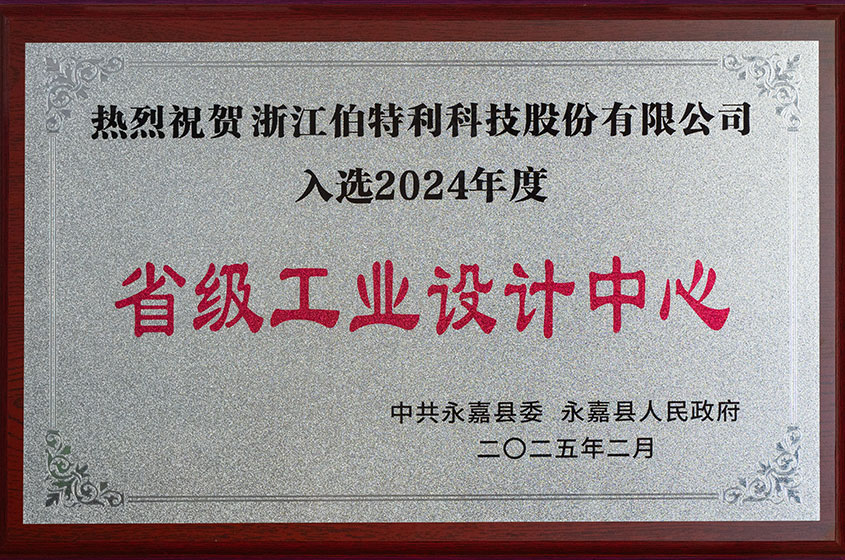 热烈祝贺 浙江伯特利科技股份有限公司
入选2024年度
省级工业设计中心
中共永嘉县委 永嘉县人民政府
二〇二五年二月